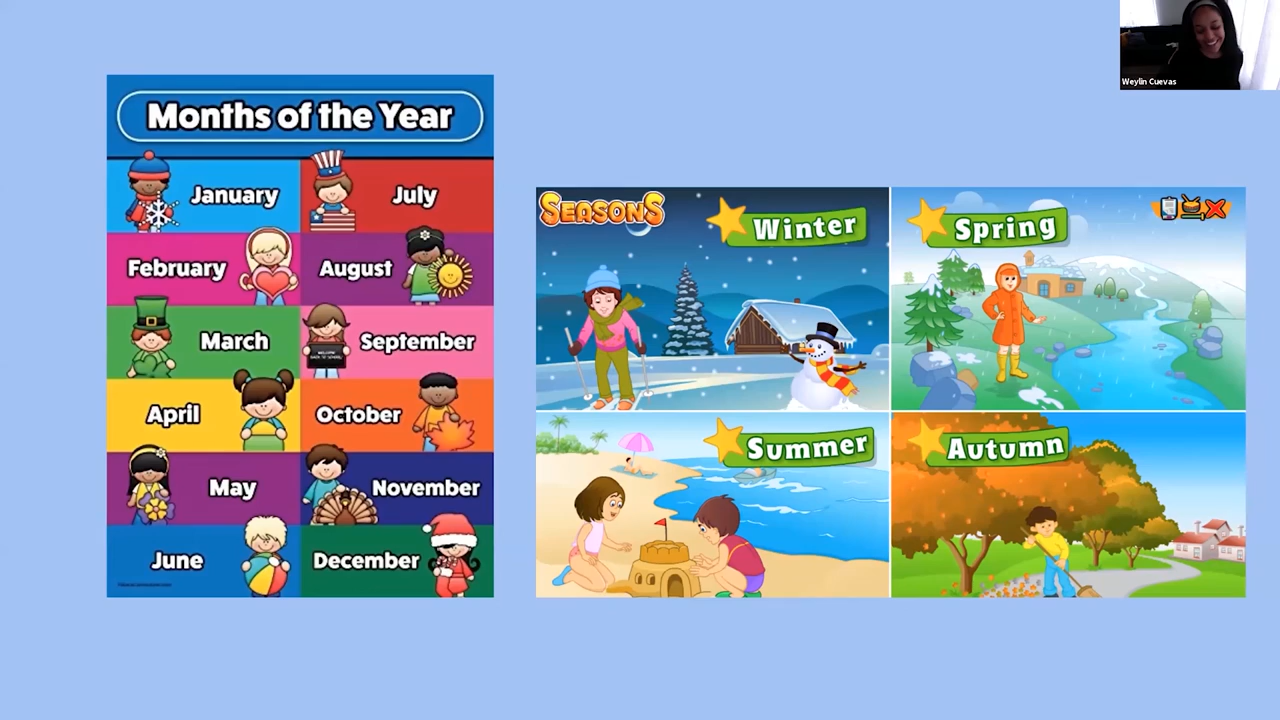 Weylin Cuevas
Months of the Year
January
July
February
August
March
September
April
October
May
November
June
December
SEASONS
Winter
Spring
Summer
Autumn